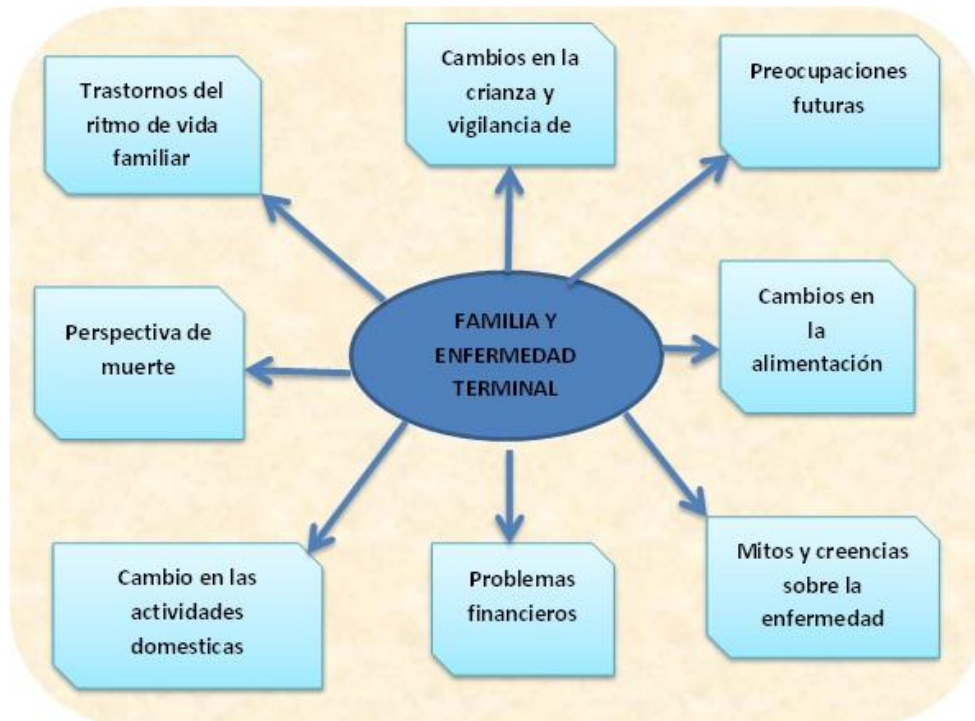 Trastornos del
ritmo de vida
familiar
Cambios en la
crianza y
vigilancia de
Preocupaciones
futuras
Perspectiva de
muerte
FAMILIA Y
ENFERMEDAD
TERMINAL
Cambios en
la
alimentación
Cambio en las
actividades
domesticas
Problemas
financieros
Mitos y creencias
sobre la
enfermedad